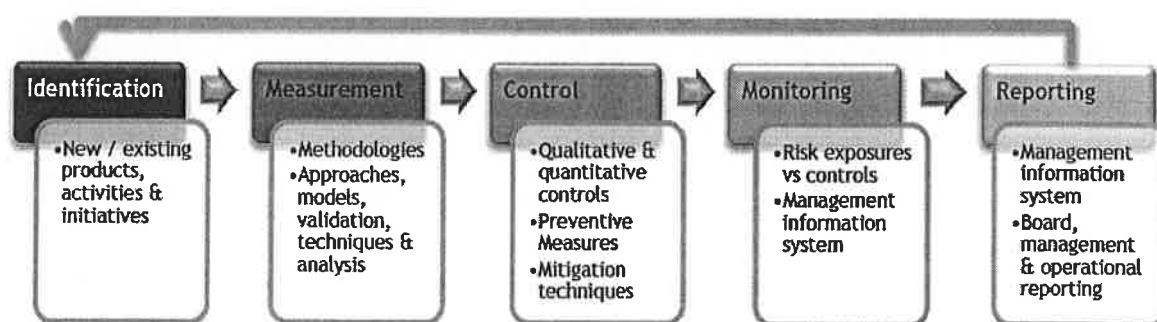 Identification
•New / existing
products,
activities &
initiatives
Measurement
•Methodologies
•Approaches,
models,
validation,
techniques &
analysis
Control
•Qualitative &
quantitative
controls
•Preventive
Measures
•Mitigation
techniques
Monitoring
•Risk exposures
vs controls
•Management
information
system
Reporting
•Management
information
system
•Board,
management
& operational
reporting